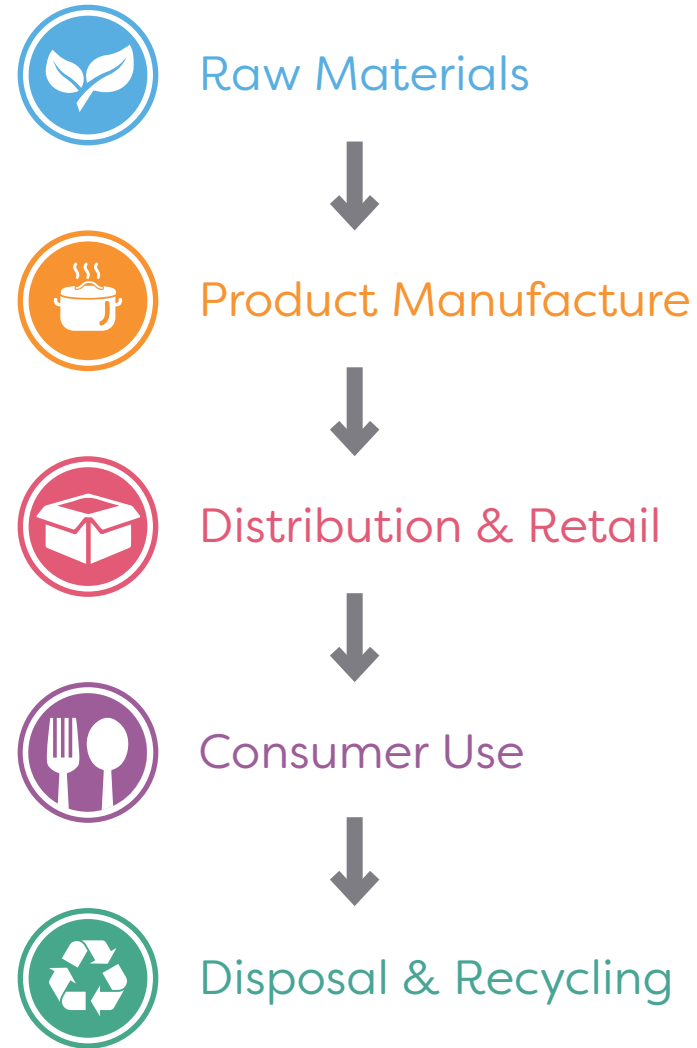 Raw Materials
Product Manufacture
Distribution & Retail
Consumer Use
Disposal & Recycling